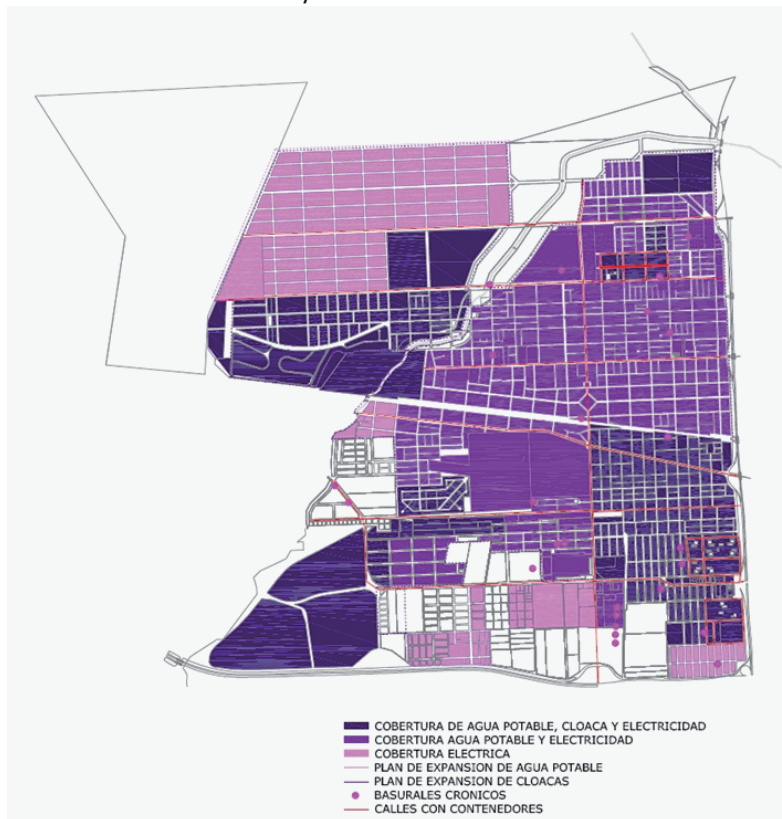 COBERTURA DE AGUA POTABLE, CLOACA Y ELECTRICIDAD
COBERTURA AGUA POTABLE Y ELECTRICIDAD
COBERTURA ELECTRICA
PLAN DE EXPANSION DE AGUA POTABLE
PLAN DE EXPANSION DE CLOACAS
BASURALES CRONICOS
CALLES CON CONTENEDORES